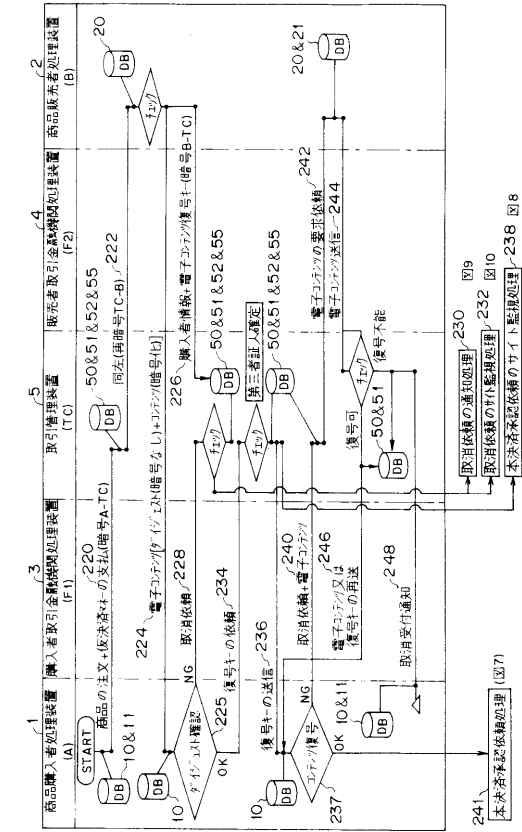 1
商品購入者処理装置
(A)
3
購入者取引金融機関処理装置
(F1)
5
取引管理装置
(TC)
4
販売者取引金融機関処理装置
(F2)
2
商品販売者処理装置
(B)
START
DB
10&11
商品の注文+仮決済マネーの支払(暗号A-TC)
220
DB
50&51&52&55
同左(再暗号TC-B)
222
DB
20
チェック
224
電子コンテンツ[ダイジェスト(暗号なし)+コンテンツ(暗号化)]
226
購入者情報+電子コンテンツ復号キー(暗号B-TC)
DB
10
ダイジェスト確認
225
NG
OK
取消依頼
228
チェック
DB
50&51&52&55
復号キーの依頼
234
チェック
第三者証人確定
DB
50&51&52&55
復号キーの送信
236
DB
10
コンテンツ復号
237
NG
OK
取消依頼+電子コンテンツ
240
電子コンテンツの要求依頼
242
DB
20&21
電子コンテンツ送信
244
チェック
復号可
復号不能
DB
50&51
246
電子コンテンツ又は
復号キーの再送
DB
10&11
取消受付通知
248
取消依頼の通知処理
230
図9
取消依頼のサイト監視処理
232
図10
本決済承認依頼のサイト監視処理
238
図8
241
本決済承認依頼処理
(図7)